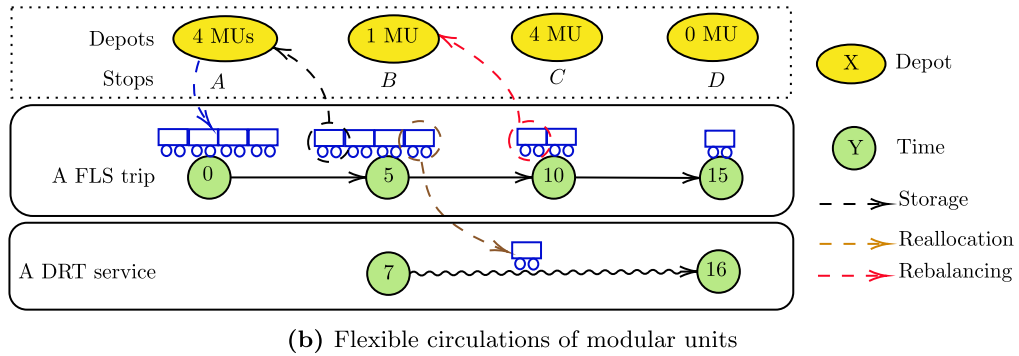 Depots 4 MUs 1 MU 4 MU 0 MU
Stops A B C D
X Depot
A FLS trip 0 5 10 15
Y Time
A DRT service 7 16
Storage
Reallocation
Rebalancing
(b) Flexible circulations of modular units